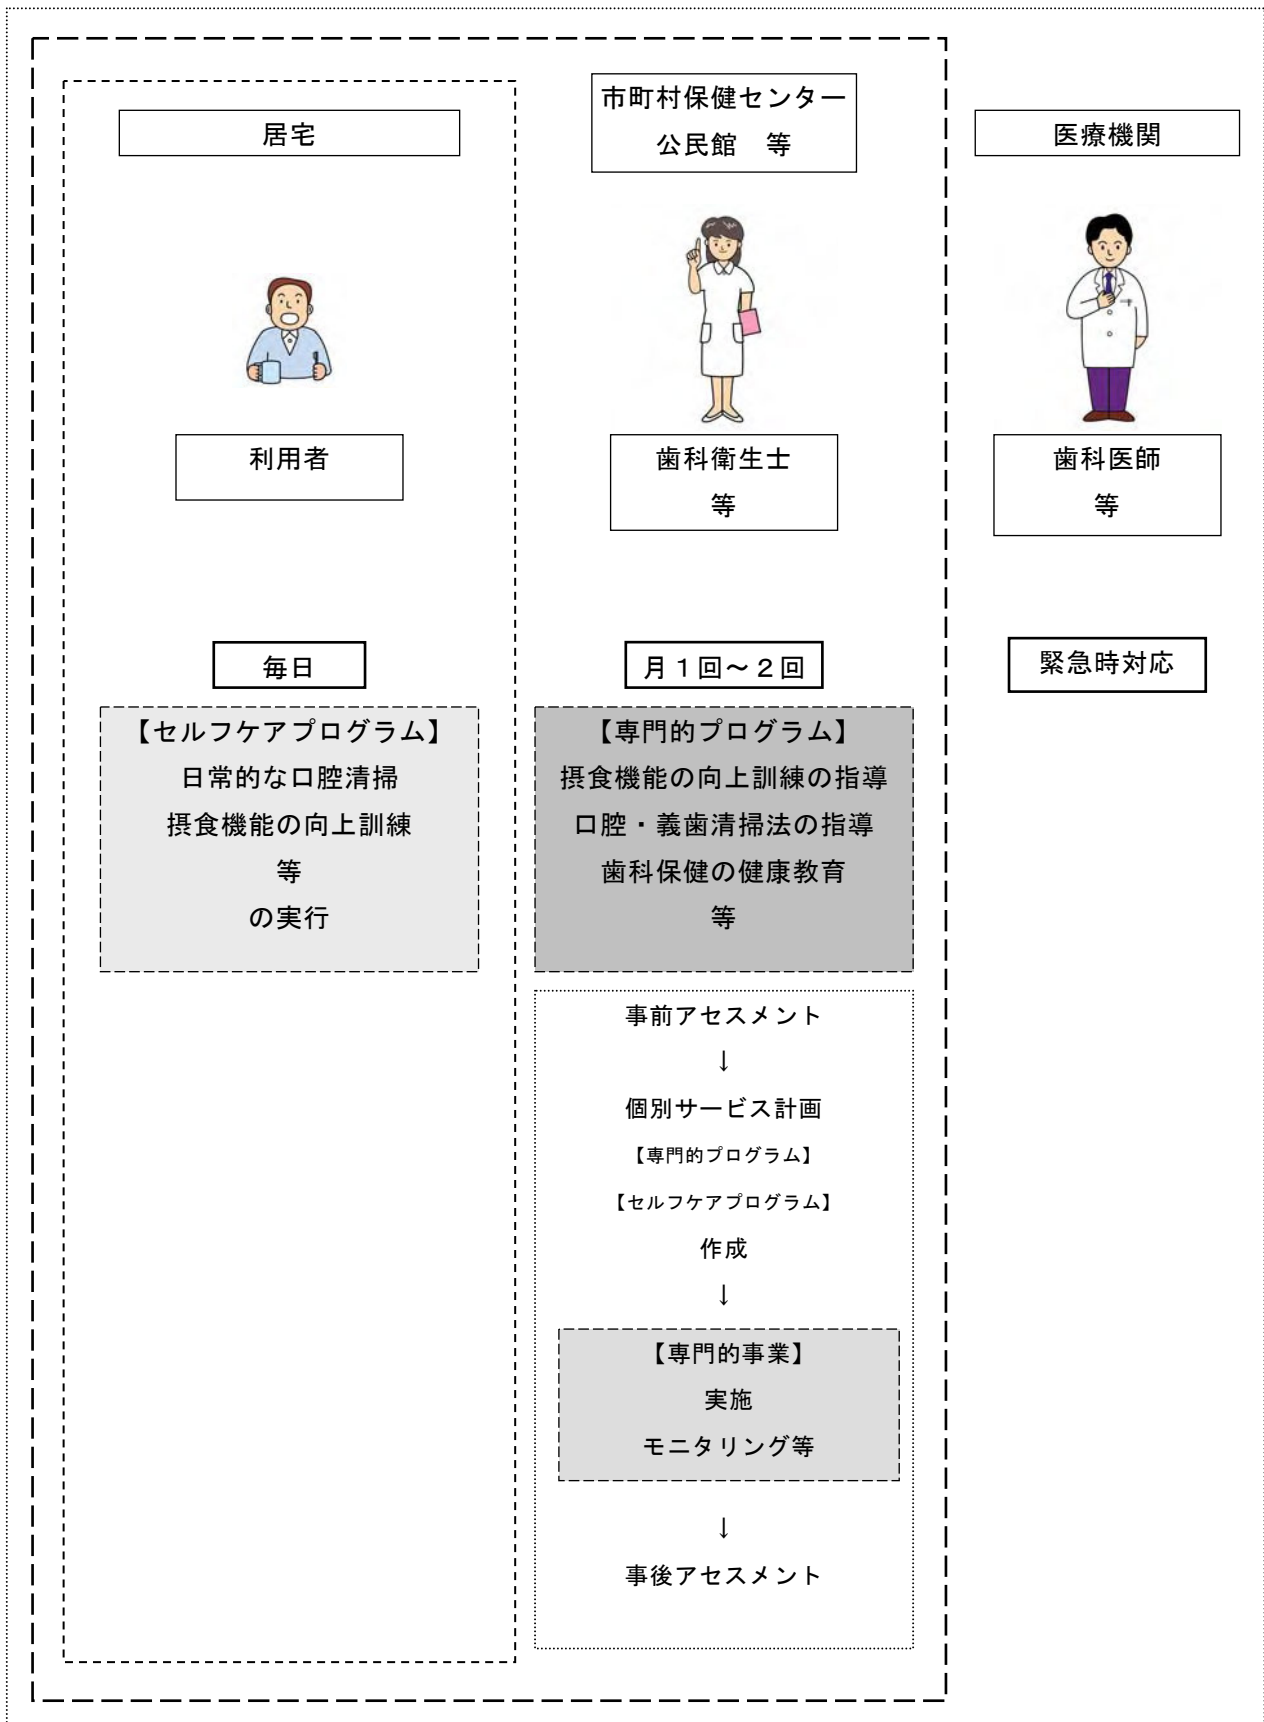 居宅
利用者
毎日
【セルフケアプログラム】
日常的な口腔清掃
摂食機能の向上訓練
等
の実行
市町村保健センター
公民館　等
歯科衛生士
等
月１回～２回
【専門的プログラム】
摂食機能の向上訓練の指導
口腔・義歯清掃法の指導
歯科保健の健康教育
等
事前アセスメント
↓
個別サービス計画
【専門的プログラム】
【セルフケアプログラム】
作成
↓
【専門的事業】
実施
モニタリング等
↓
事後アセスメント
医療機関
歯科医師
等
緊急時対応